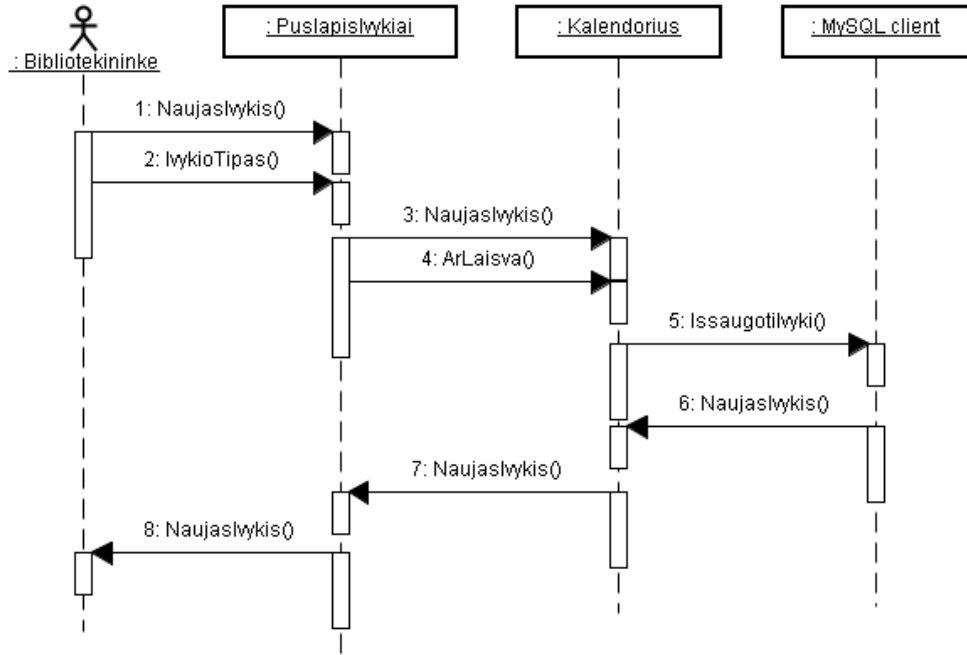 : Bibliotekininke
: PuslapisIvykiai
: Kalendorius
: MySQL client
1: NaujasIvykis()
2: IvykioTipas()
3: NaujasIvykis()
4: ArLaisva()
5: IssaugotiIvyki()
6: NaujasIvykis()
7: NaujasIvykis()
8: NaujasIvykis()